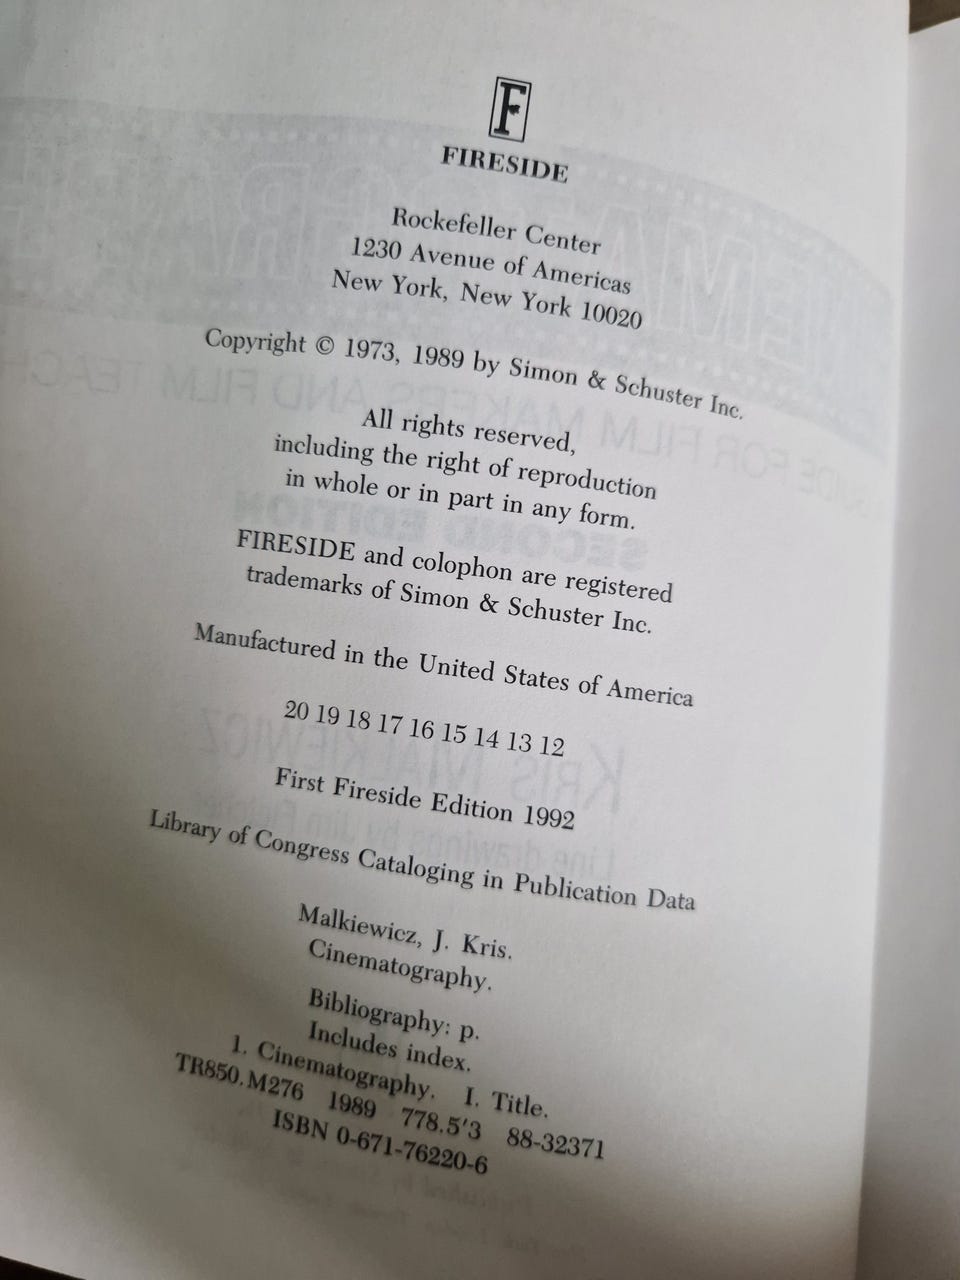 F
FIRESIDE
Rockefeller Center
1230 Avenue of Americas
New York, New York 10020
Copyright © 1973, 1989 by Simon & Schuster Inc.
All rights reserved,
including the right of reproduction
in whole or in part in any form.
FIRESIDE and colophon are registered
trademarks of Simon & Schuster Inc.
Manufactured in the United States of America
20 19 18 17 16 15 14 13 12
First Fireside Edition 1992
Library of Congress Cataloging in Publication Data
Malkiewicz, J. Kris.
Cinematography.
Bibliography: p.
Includes index.
1. Cinematography. I. Title.
TR850.M276 1989 778.5'3 88-32371
ISBN 0-671-76220-6